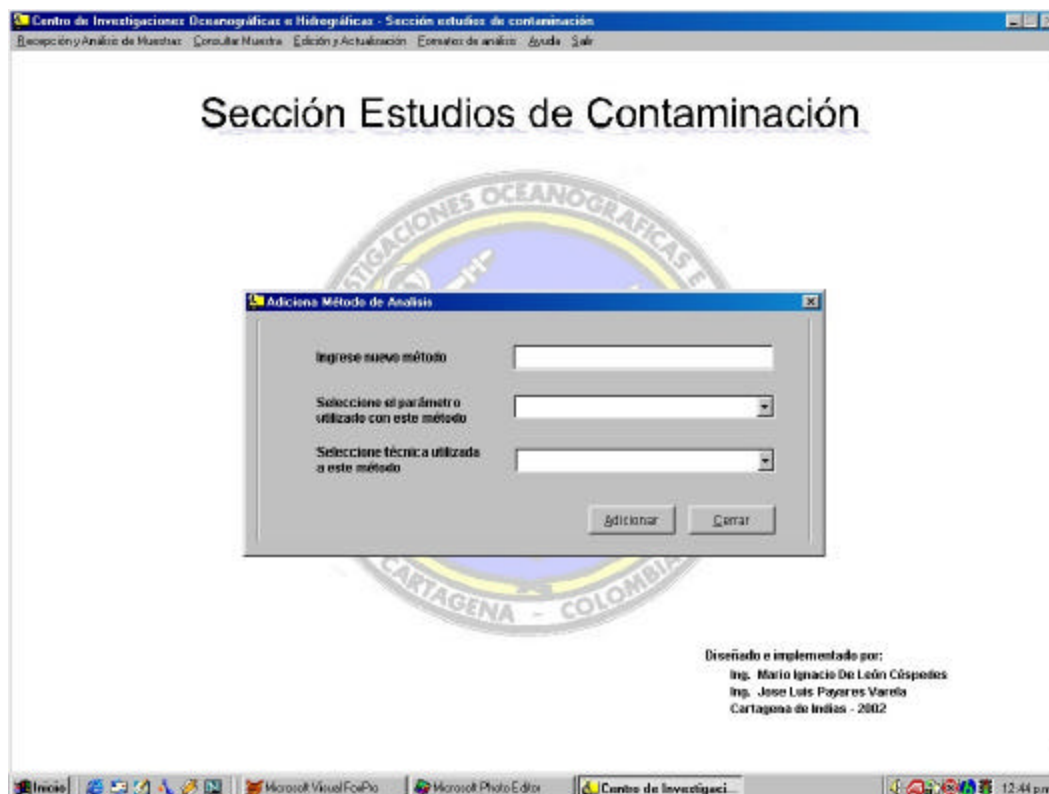 Centro de Investigaciones Oceanográficas e Hidrográficas - Sección estudios de contaminación
Recepción y Análisis de Muestras Consultar Muestra Edición y Actualización Formatos de análisis Ayuda Salir
Sección Estudios de Contaminación
INVESTIGACIONES OCEANOGRAFICAS E
Adiciona Método de Analisis
Ingrese nuevo método
Seleccione el parámetro
utilizado con este método
Seleccione técnica utilizada
a este método
Adicionar Cerrar
CARTAGENA - COLOMBIA
Diseñado e implementado por:
Ing. Mario Ignacio De León Céspedes
Ing. Jose Luis Payares Varela
Cartagena de Indias - 2002
Inicio Microsoft Visual FoxPro Microsoft Photo Editor Centro de Investigaci... 12:44 p.m.